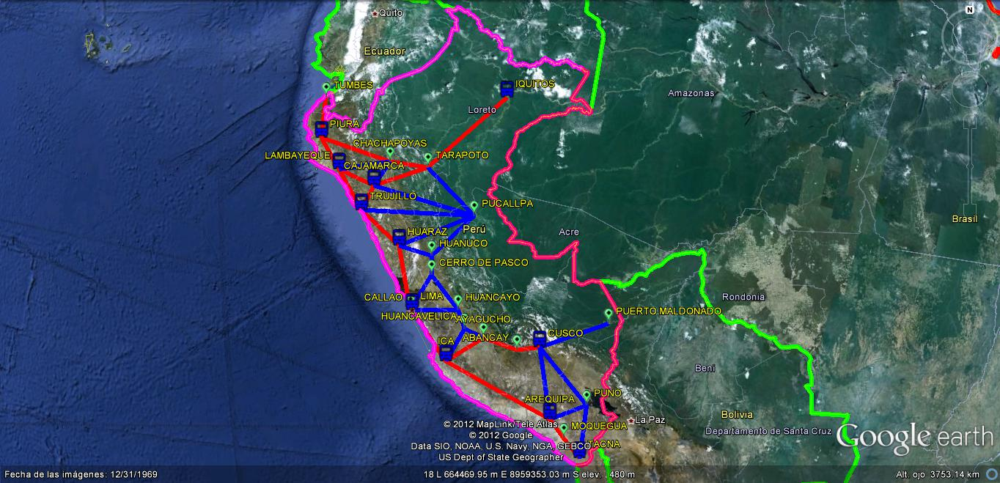 N
Quito
Ecuador
TUMBES
IQUITOS
Amazonas
Loreto
PIURA
CHACHAPOYAS
LAMBAYEQUE
TARAPOTO
CAJAMARCA
TRUJILLO
PUCALLPA
Brasil
HUARAZ
Perú
Acre
HUANUCO
CERRO DE PASCO
CALLAO
LIMA
HUANCAYO
Rondonia
HUANCAVELICA
AYACUCHO
PUERTO MALDONADO
ICA
ABANCAY
CUSCO
Beni
AREQUIPA
PUNO
Bolivia
La Paz
MOQUEGUA
Departamento de Santa Cruz
TACNA
© 2012 MapLink/Tele Atlas
© 2012 Google
Data SIO, NOAA, U.S. Navy, NGA, GEBCO
US Dept of State Geographer
Google earth
Fecha de las imágenes: 12/31/1969
18 L 664469.95 m E 8959353.03 m S elev. 480 m
Alt. ojo 3753.14 km